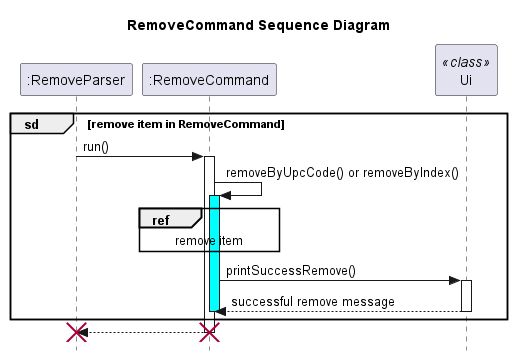 RemoveCommand Sequence Diagram
:RemoveParser
:RemoveCommand
«class»
Ui
sd
[remove item in RemoveCommand]
run()
removeByUpcCode() or removeByIndex()
ref
remove item
printSuccessRemove()
successful remove message